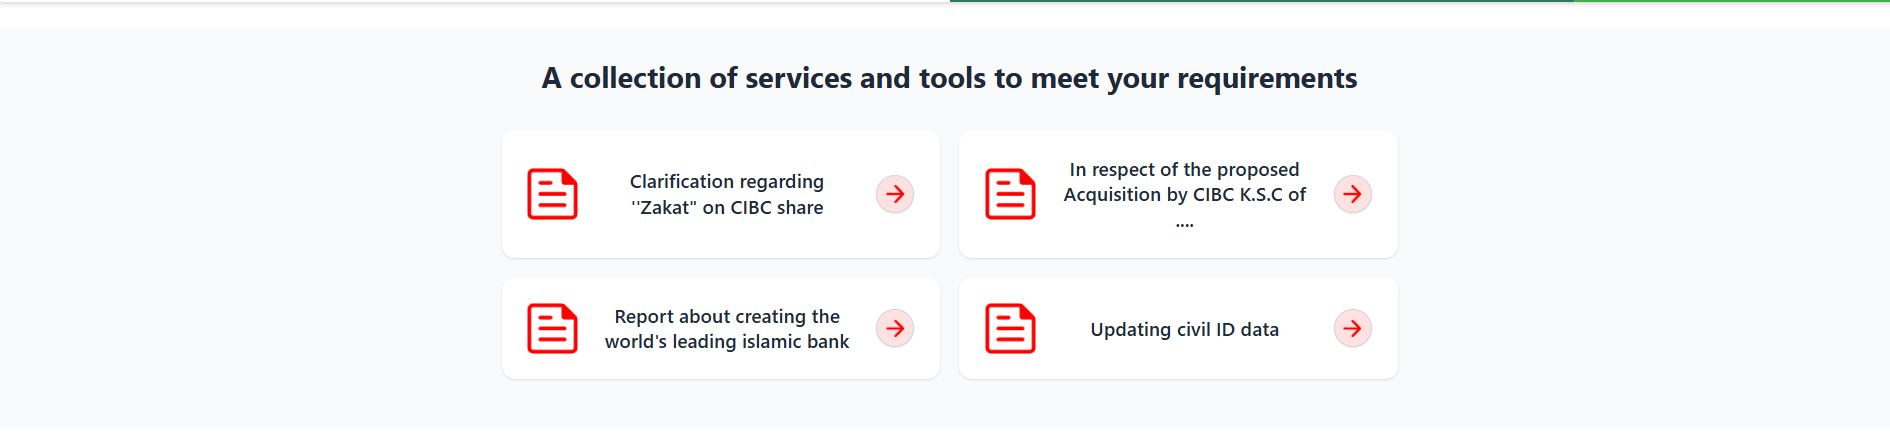 A collection of services and tools to meet your requirements
Clarification regarding
''Zakat" on CIBC share
In respect of the proposed
Acquisition by CIBC K.S.C of
....
Report about creating the
world's leading islamic bank
Updating civil ID data